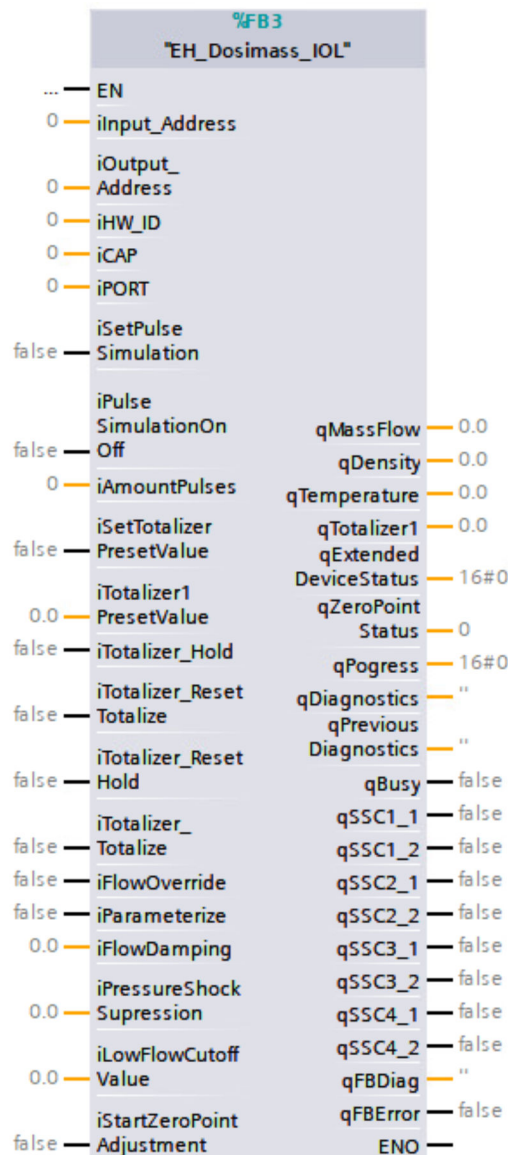 %FB3
"EH_Dosimass_IOL"
... EN
0 iInput_Address
iOutput_
0 Address
0 iHW_ID
0 iCAP
0 iPORT
iSetPulse
false Simulation
iPulse
SimulationOn
false Off
0 iAmountPulses
iSetTotalizer
false PresetValue
iTotalizer1
0.0 PresetValue
false iTotalizer_Hold
iTotalizer_Reset
false Totalize
iTotalizer_Reset
false Hold
iTotalizer_
false Totalize
false iFlowOverride
false iParameterize
0.0 iFlowDamping
iPressureShock
0.0 Supression
iLowFlowCutoff
0.0 Value
iStartZeroPoint
false Adjustment
qMassFlow 0.0
qDensity 0.0
qTemperature 0.0
qTotalizer1 0.0
qExtended
DeviceStatus 16#0
qZeroPoint
Status 0
qPogress 16#0
qDiagnostics ''
qPrevious
Diagnostics ''
qBusy false
qSSC1_1 false
qSSC1_2 false
qSSC2_1 false
qSSC2_2 false
qSSC3_1 false
qSSC3_2 false
qSSC4_1 false
qSSC4_2 false
qFBDiag ''
qFBError false
ENO